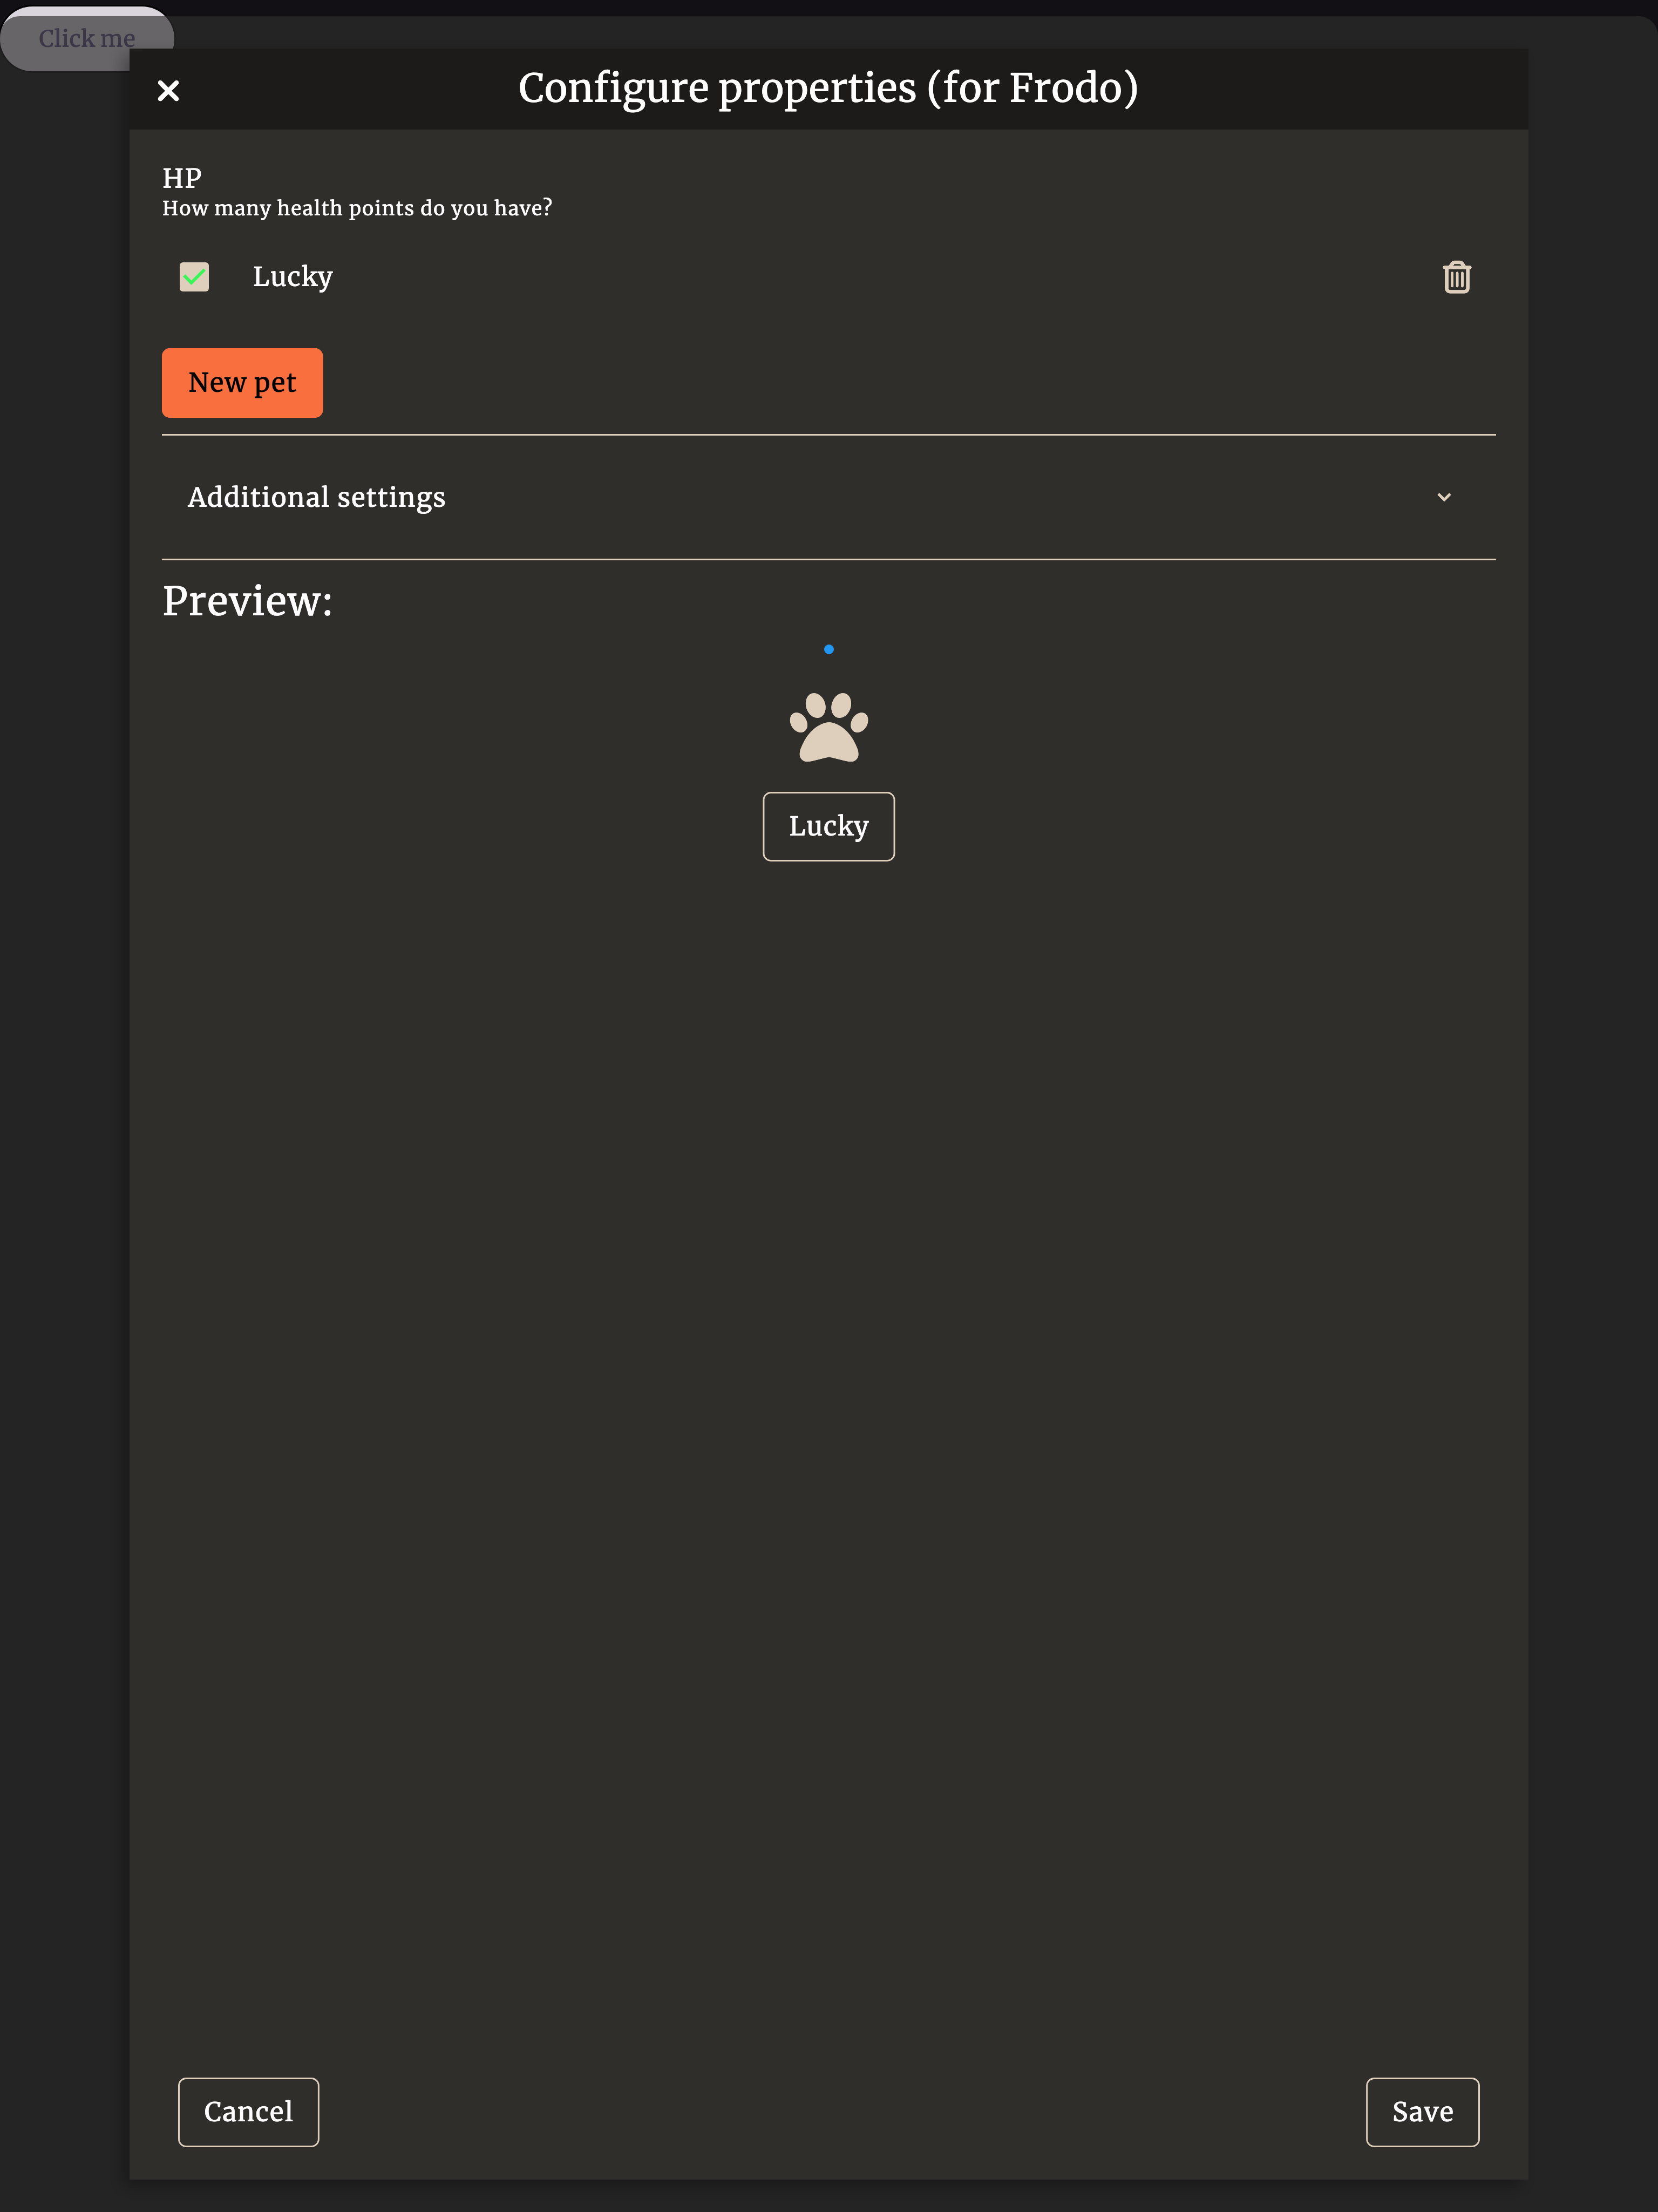 Click me
Configure properties (for Frodo)
HP
How many health points do you have?
Lucky
New pet
Additional settings
Preview:
Lucky
Cancel
Save